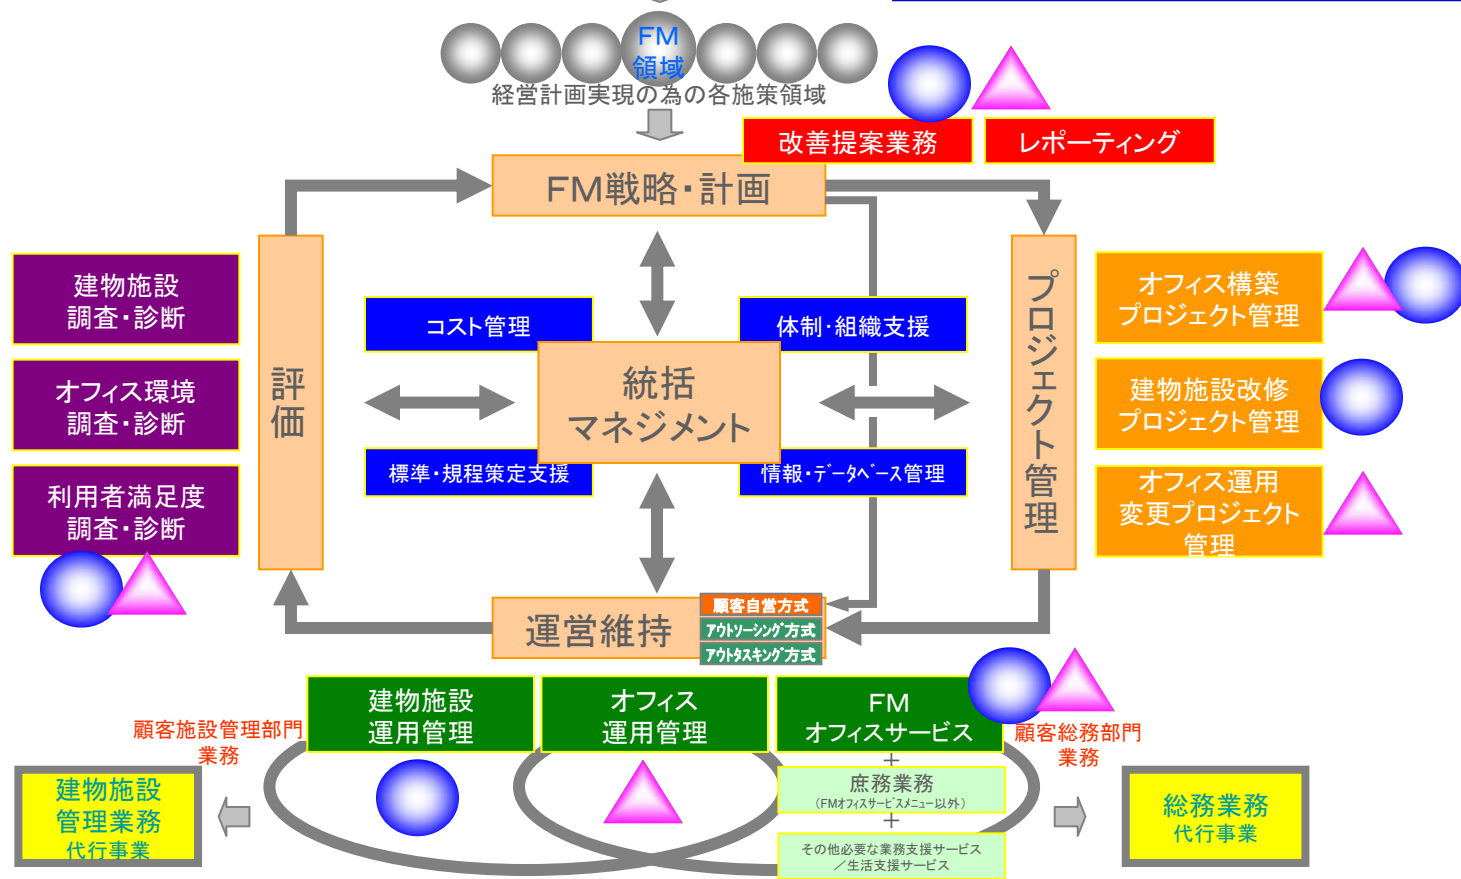 FM
領域
経営計画実現の為の各施策領域
改善提案業務
レポーティング
FM戦略・計画
建物施設
調査・診断
オフィス環境
調査・診断
利用者満足度
調査・診断
評価
コスト管理
体制・組織支援
統括
マネジメント
標準・規程策定支援
情報・ﾃﾞｰﾀﾍﾞｰｽ管理
プロジェクト管理
オフィス構築
プロジェクト管理
建物施設改修
プロジェクト管理
オフィス運用
変更プロジェクト
管理
運営維持
顧客自営方式
ｱｳﾄｿｰｼﾝｸﾞ方式
ｱｳﾄﾀｽｷﾝｸﾞ方式
建物施設
運用管理
オフィス
運用管理
FM
オフィスサービス
顧客施設管理部門
業務
顧客総務部門
業務
建物施設
管理業務
代行事業
+
庶務業務
（FMｵﾌｨｽｻｰﾋﾞｽﾒﾆｭｰ以外）
+
その他必要な業務支援サービス
／生活支援サービス
総務業務
代行事業